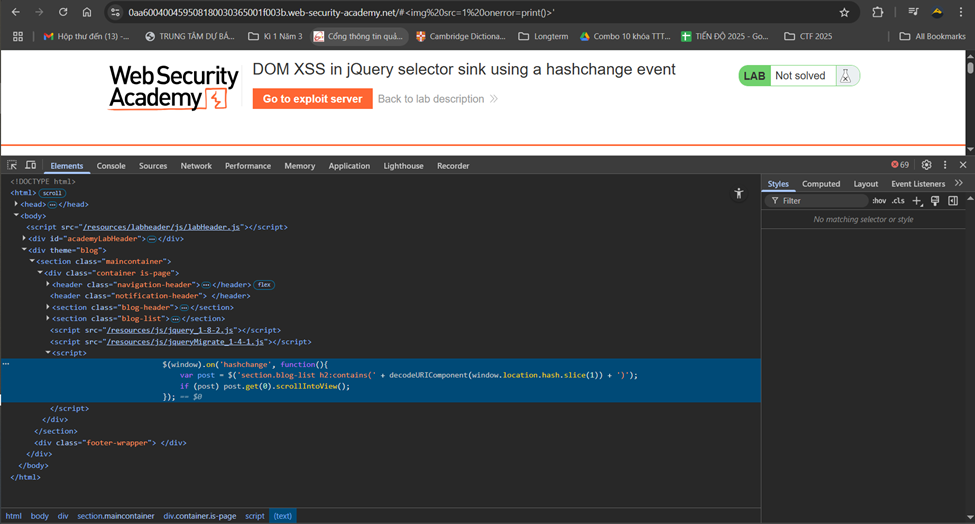 0aa6004004595081800303650​01f003b.web-security-academy.net/#<img%20src=1%20onerror=print()>'
Hộp thư đến (13) -... TRUNG TÂM DỰ BÁ... Kì 1 Năm 3 Cổng thông tin quả... Cambridge Dictiona... Longterm Combo 10 khóa TTT... TIẾN ĐỘ 2025 - Go... CTF 2025 All Bookmarks
Web Security Academy
DOM XSS in jQuery selector sink using a hashchange event
LAB Not solved
Go to exploit server Back to lab description
Elements Console Sources Network Performance Memory Application Lighthouse Recorder 69
<!DOCTYPE html>
<html> scroll
<head> </head>
<body>
<script src="/resources/labheader/js/labHeader.js"></script>
<div id="academyLabHeader"> </div>
<div theme="blog">
<section class="maincontainer">
<div class="container is-page">
<header class="navigation-header"> </header> flex
<header class="notification-header"> </header>
<section class="blog-header"> </section>
<section class="blog-list"> </section>
<script src="/resources/js/jquery_1-8-2.js"></script>
<script src="/resources/js/jqueryMigrate_1-4-1.js"></script>
<script>
$(window).on('hashchange', function(){
var post = $('section.blog-list h2:contains(' + decodeURIComponent(window.location.hash.slice(1)) + ')');
if (post) post.get(0).scrollIntoView();
}); == $0
</script>
</div>
</section>
<div class="footer-wrapper"> </div>
</div>
</body>
</html>
html body div section.maincontainer div.container.is-page script (text)
Styles Computed Layout Event Listeners
Filter :hov .cls
No matching selector or style